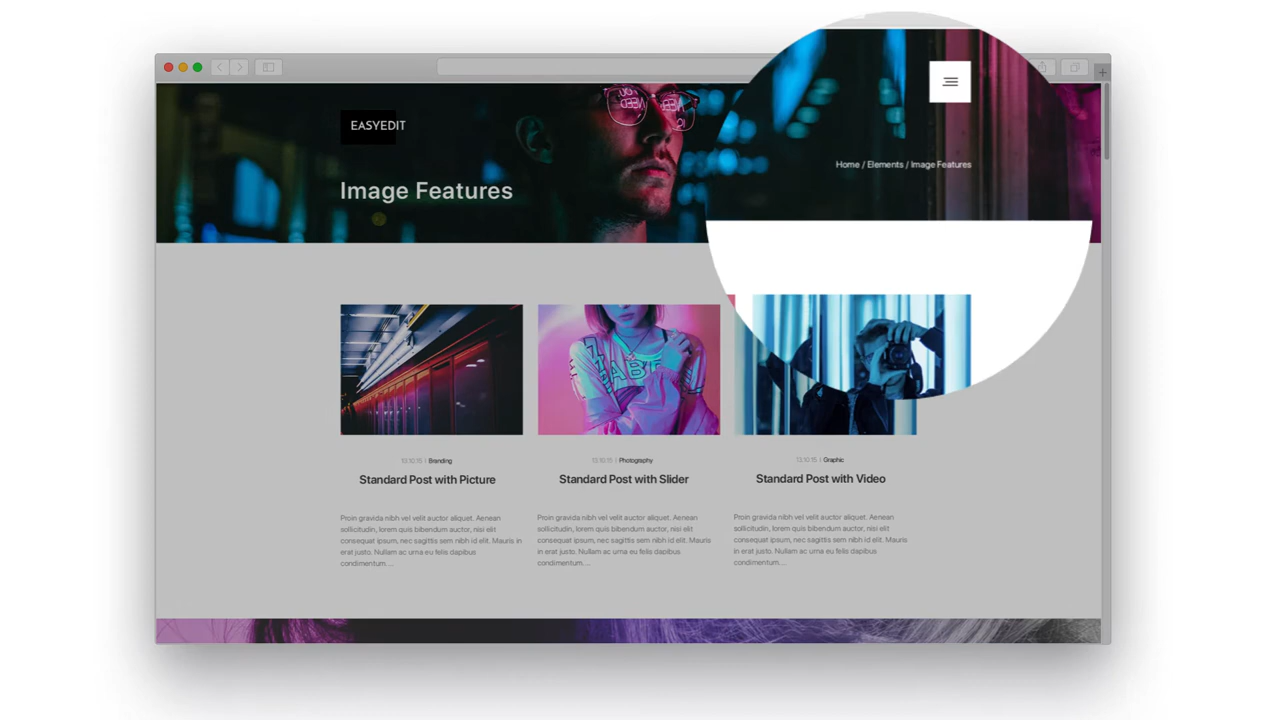 EASYEDIT
Home / Elements / Image Features
Image Features
13.10.15 | Branding
Standard Post with Picture
Proin gravida nibh vel velit auctor aliquet. Aenean
sollicitudin, lorem quis bibendum auctor, nisi elit
consequat ipsum, nec sagittis sem nibh id elit. Mauris in
erat justo. Nullam ac urna eu felis dapibus
condimentum....
13.10.15 | Photography
Standard Post with Slider
Proin gravida nibh vel velit auctor aliquet. Aenean
sollicitudin, lorem quis bibendum auctor, nisi elit
consequat ipsum, nec sagittis sem nibh id elit. Mauris
in erat justo. Nullam ac urna eu felis dapibus
condimentum....
13.10.15 | Graphic
Standard Post with Video
Proin gravida nibh vel velit auctor aliquet. Aenean
sollicitudin, lorem quis bibendum auctor, nisi elit
consequat ipsum, nec sagittis sem nibh id elit. Mauris
in erat justo. Nullam ac urna eu felis dapibus
condimentum....